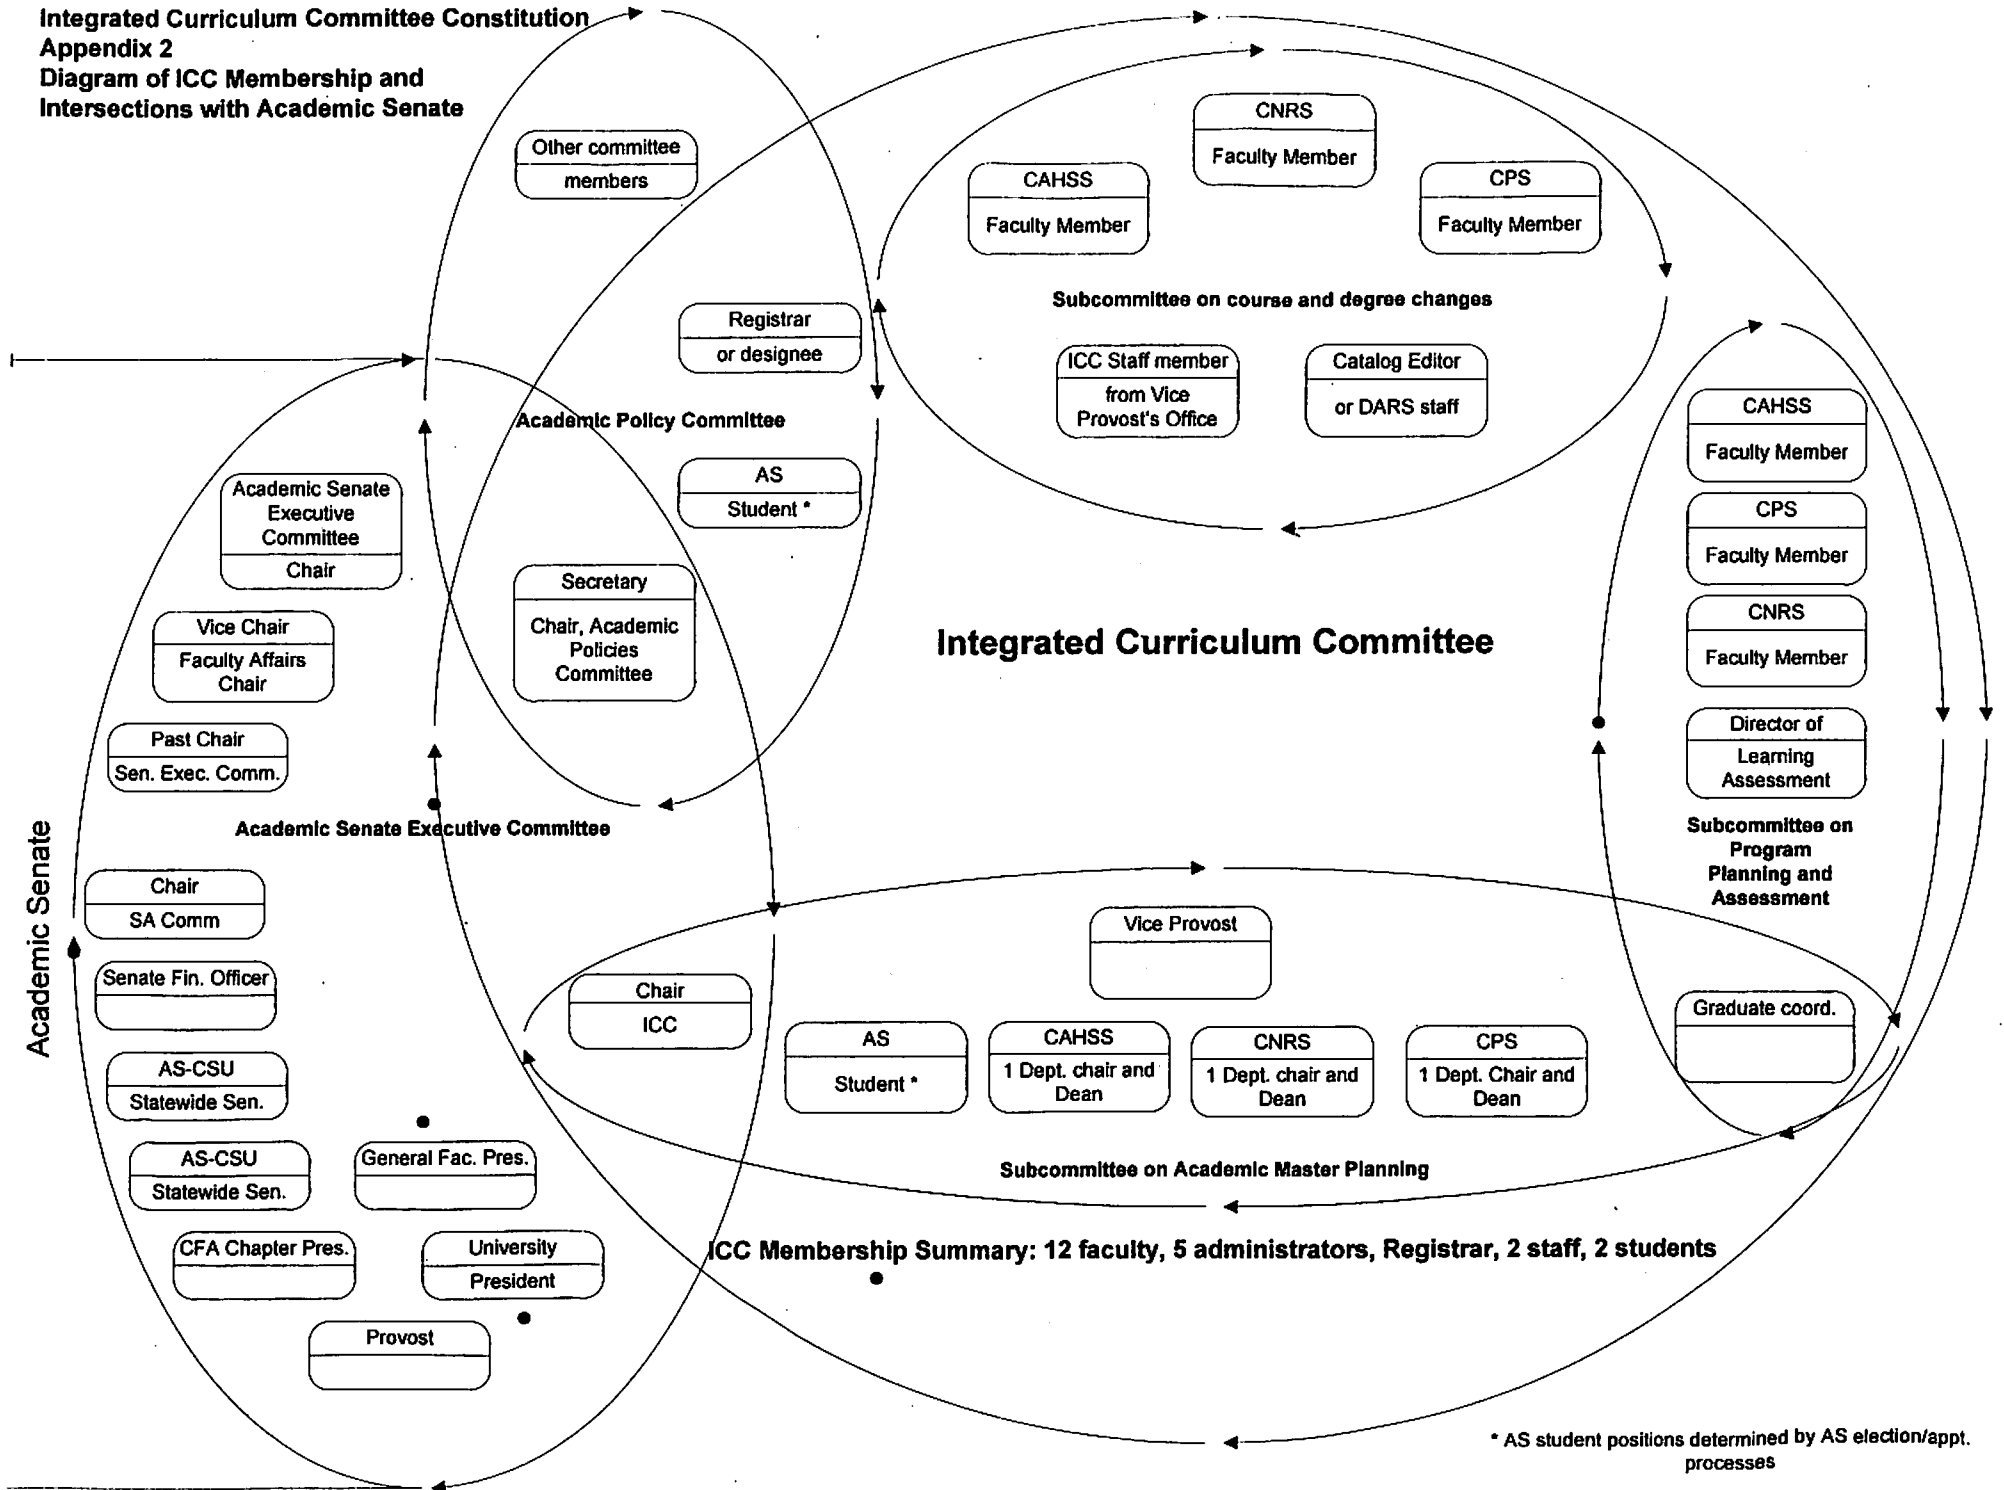 Integrated Curriculum Committee Constitution
Appendix 2
Diagram of ICC Membership and
Intersections with Academic Senate
Other committee
members
CNRS
Faculty Member
CAHSS
Faculty Member
CPS
Faculty Member
Subcommittee on course and degree changes
Registrar
or designee
ICC Staff member
from Vice
Provost's Office
Catalog Editor
or DARS staff
Academic Policy Committee
AS
Student *
Academic Senate
Executive
Committee
Chair
Secretary
Chair, Academic
Policies
Committee
Vice Chair
Faculty Affairs
Chair
Past Chair
Sen. Exec. Comm.
Academic Senate Executive Committee
Integrated Curriculum Committee
CAHSS
Faculty Member
CPS
Faculty Member
CNRS
Faculty Member
Director of
Learning
Assessment
Subcommittee on
Program
Planning and
Assessment
Academic Senate
Chair
SA Comm
Senate Fin. Officer
AS-CSU
Statewide Sen.
AS-CSU
Statewide Sen.
General Fac. Pres.
CFA Chapter Pres.
University
President
Provost
Vice Provost
Chair
ICC
AS
Student *
CAHSS
1 Dept. chair and
Dean
CNRS
1 Dept. chair and
Dean
CPS
1 Dept. Chair and
Dean
Graduate coord.
Subcommittee on Academic Master Planning
ICC Membership Summary: 12 faculty, 5 administrators, Registrar, 2 staff, 2 students
* AS student positions determined by AS election/appt.
processes